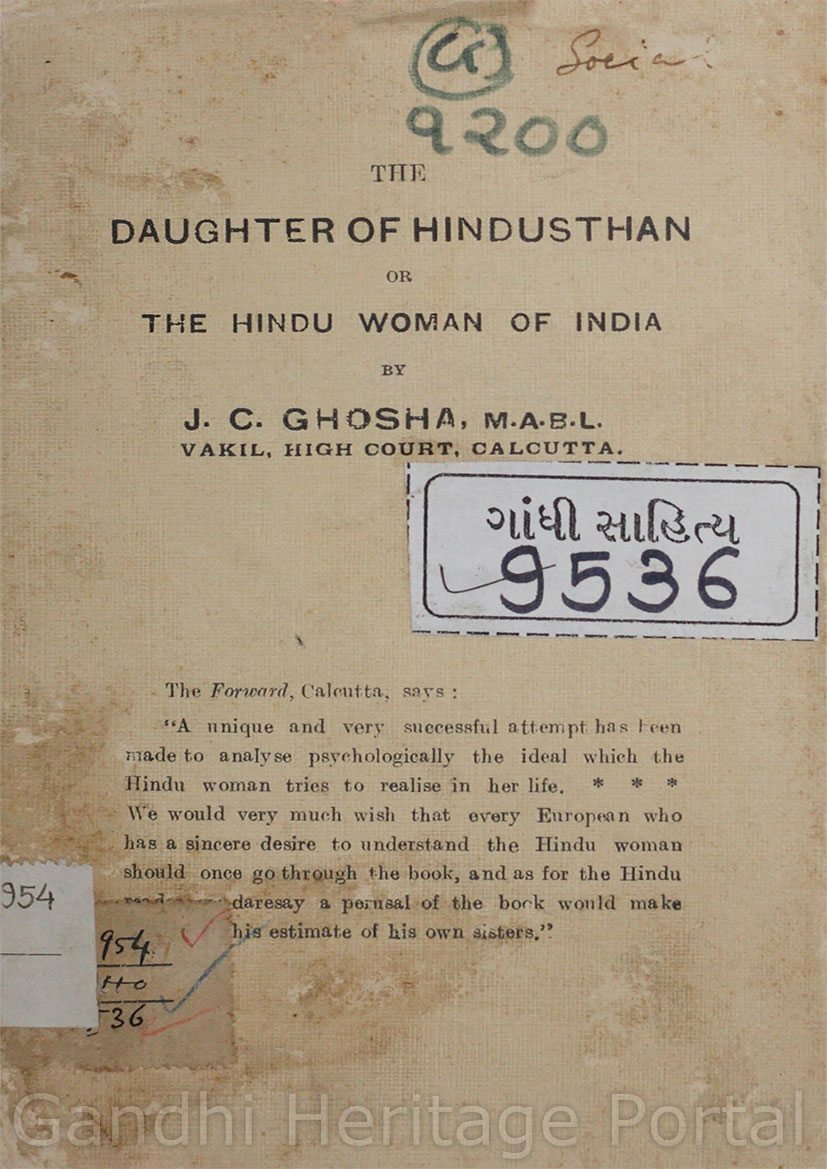 ૧૨૦૦
THE
DAUGHTER OF HINDUSTHAN
OR
THE HINDU WOMAN OF INDIA
BY
J. C. GHOSHA, M.A.B.L.
VAKIL, HIGH COURT, CALCUTTA.
ગાંધી સાહિત્ય
9536
The Forward, Calcutta, says :
"A unique and very successful attempt has been
made to analyse psychologically the ideal which the
Hindu woman tries to realise in her life. * * *
We would very much wish that every European who
has a sincere desire to understand the Hindu woman
should once go through the book, and as for the Hindu
daresay a perusal of the book would make
his estimate of his own sisters."
954
954
36
Gandhi Heritage Portal